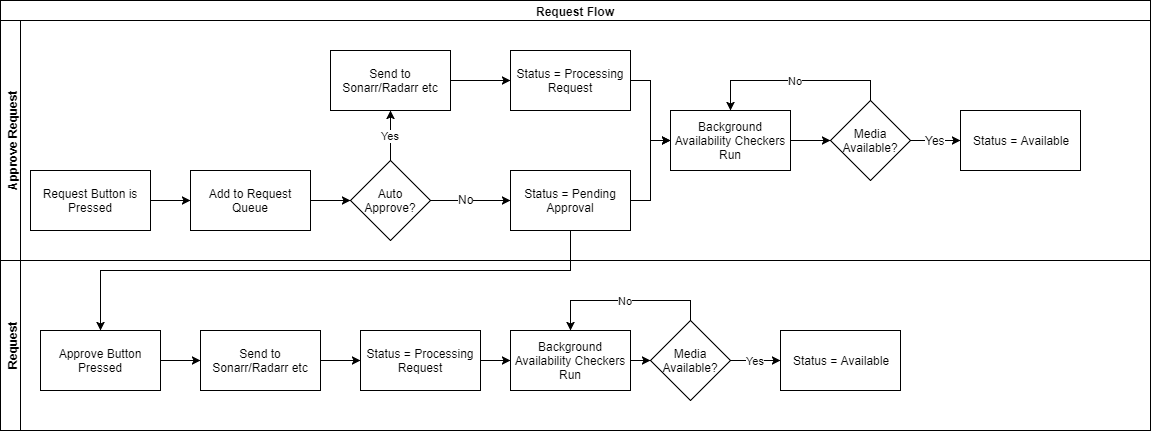 Request Flow
Approve Request
Send to
Sonarr/Radarr etc
Status = Processing
Request
No
Background
Availability Checkers
Run
Media
Available?
Yes
Status = Available
Yes
Request Button is
Pressed
Add to Request
Queue
Auto
Approve?
No
Status = Pending
Approval
Request
No
Approve Button
Pressed
Send to
Sonarr/Radarr etc
Status = Processing
Request
Background
Availability Checkers
Run
Media
Available?
Yes
Status = Available